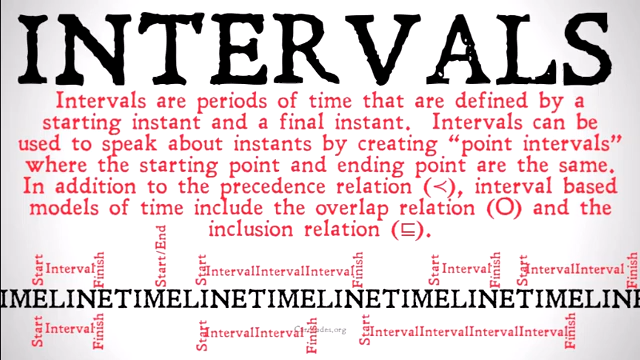 INTERVALS
Intervals are periods of time that are defined by a
starting instant and a final instant. Intervals can be
used to speak about instants by creating “point intervals”
where the starting point and ending point are the same.
In addition to the precedence relation (≺), interval based
models of time include the overlap relation (O) and the
inclusion relation (⊑).
Start Interval Finish Start/End Start IntervalIntervalInterval Finish Start Interval Finish Start Interval Finish
IMELINETIMELINETIMELINETIMELINETIMELINE
Start Interval Finish Start IntervalInterval Finish Start IntervalIntervalIntervalInterval Finish